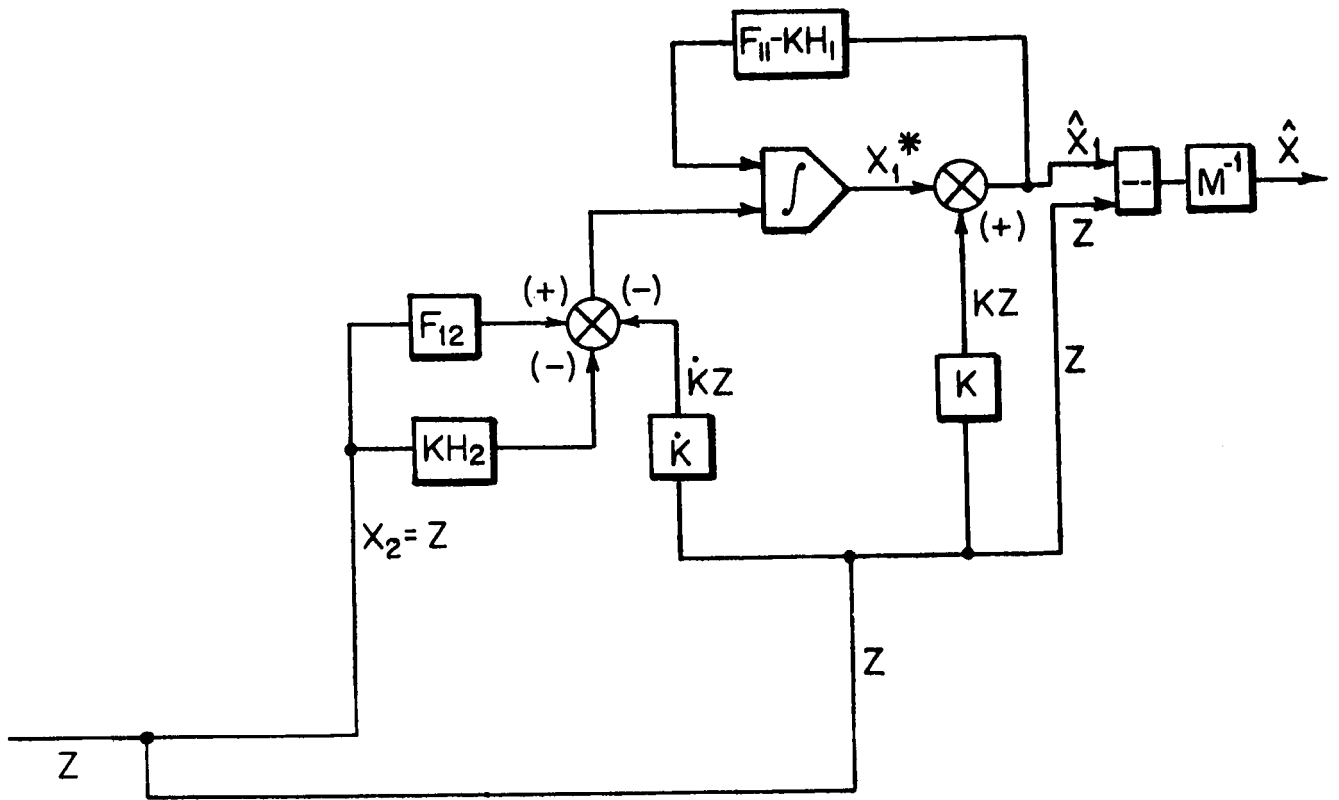 F₁₁-KH₁
∫
X₁*
(+)
X̂₁
Z
--
M⁻¹
X̂
(+)
(-)
(-)
F₁₂
KH₂
K̇Z
K̇
KZ
K
Z
X₂=Z
Z
Z